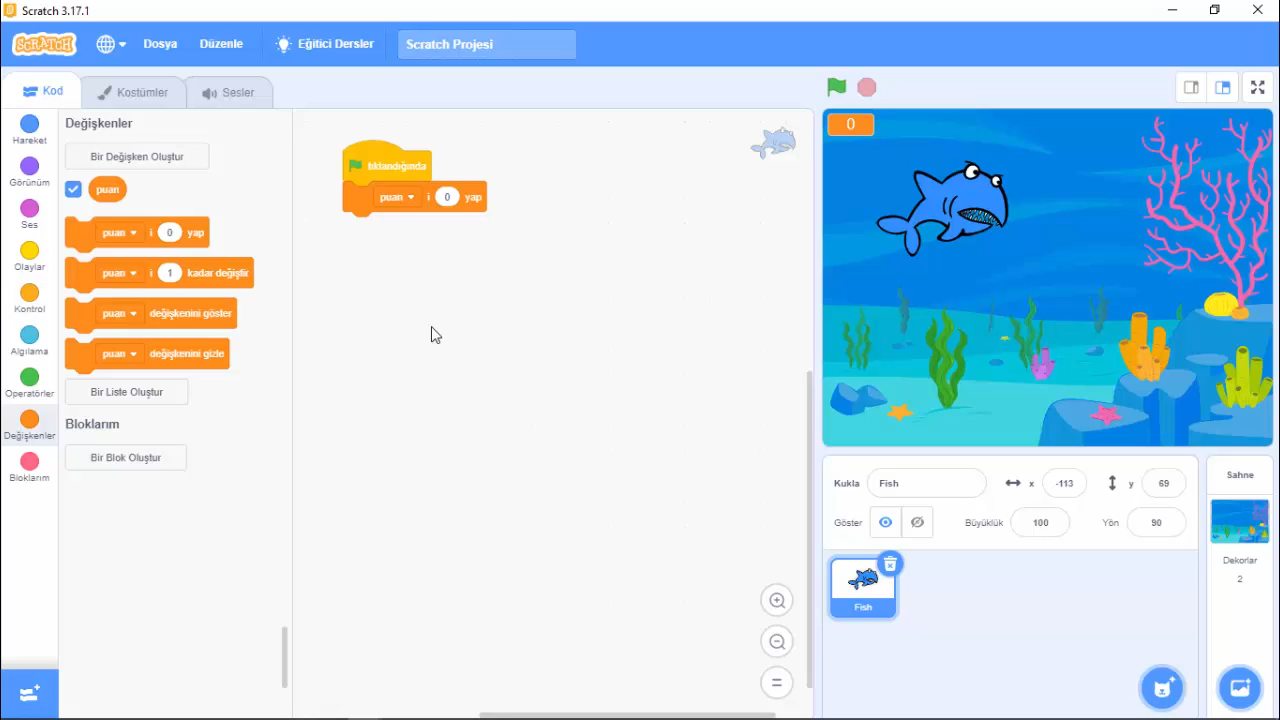 Scratch 3.17.1
SCRATCH
Dosya
Düzenle
Eğitici Dersler
Scratch Projesi
Kod
Kostümler
Sesler
Hareket
Görünüm
Ses
Olaylar
Kontrol
Algılama
Operatörler
Değişkenler
Bloklarım
Değişkenler
Bir Değişken Oluştur
puan
puan i 0 yap
puan i 1 kadar değiştir
puan değişkenini göster
puan değişkenini gizle
Bir Liste Oluştur
Bloklarım
Bir Blok Oluştur
tıklandığında
puan i 0 yap
0
Kukla Fish x -113 y 69
Göster Büyüklük 100 Yön 90
Fish
Sahne
Dekorlar
2